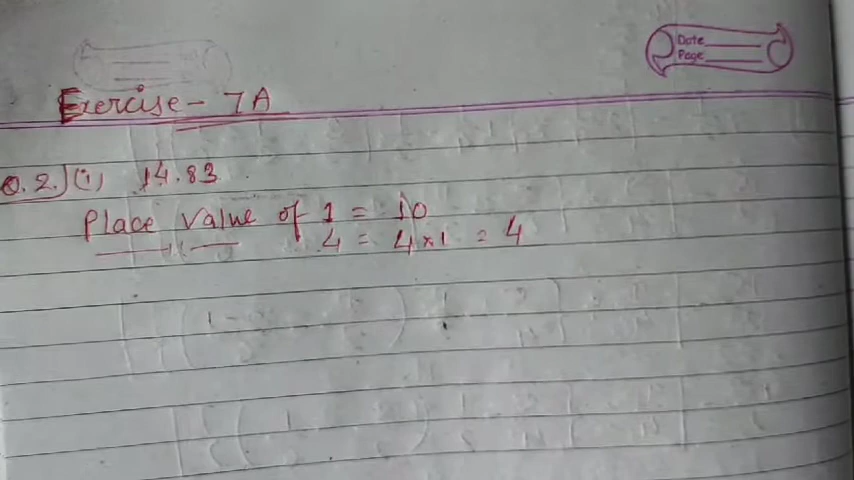 Date
Page
Exercise - 7A
Q.2.) (i) 14.83
Place Value of 1 = 10
4 = 4×1 = 4